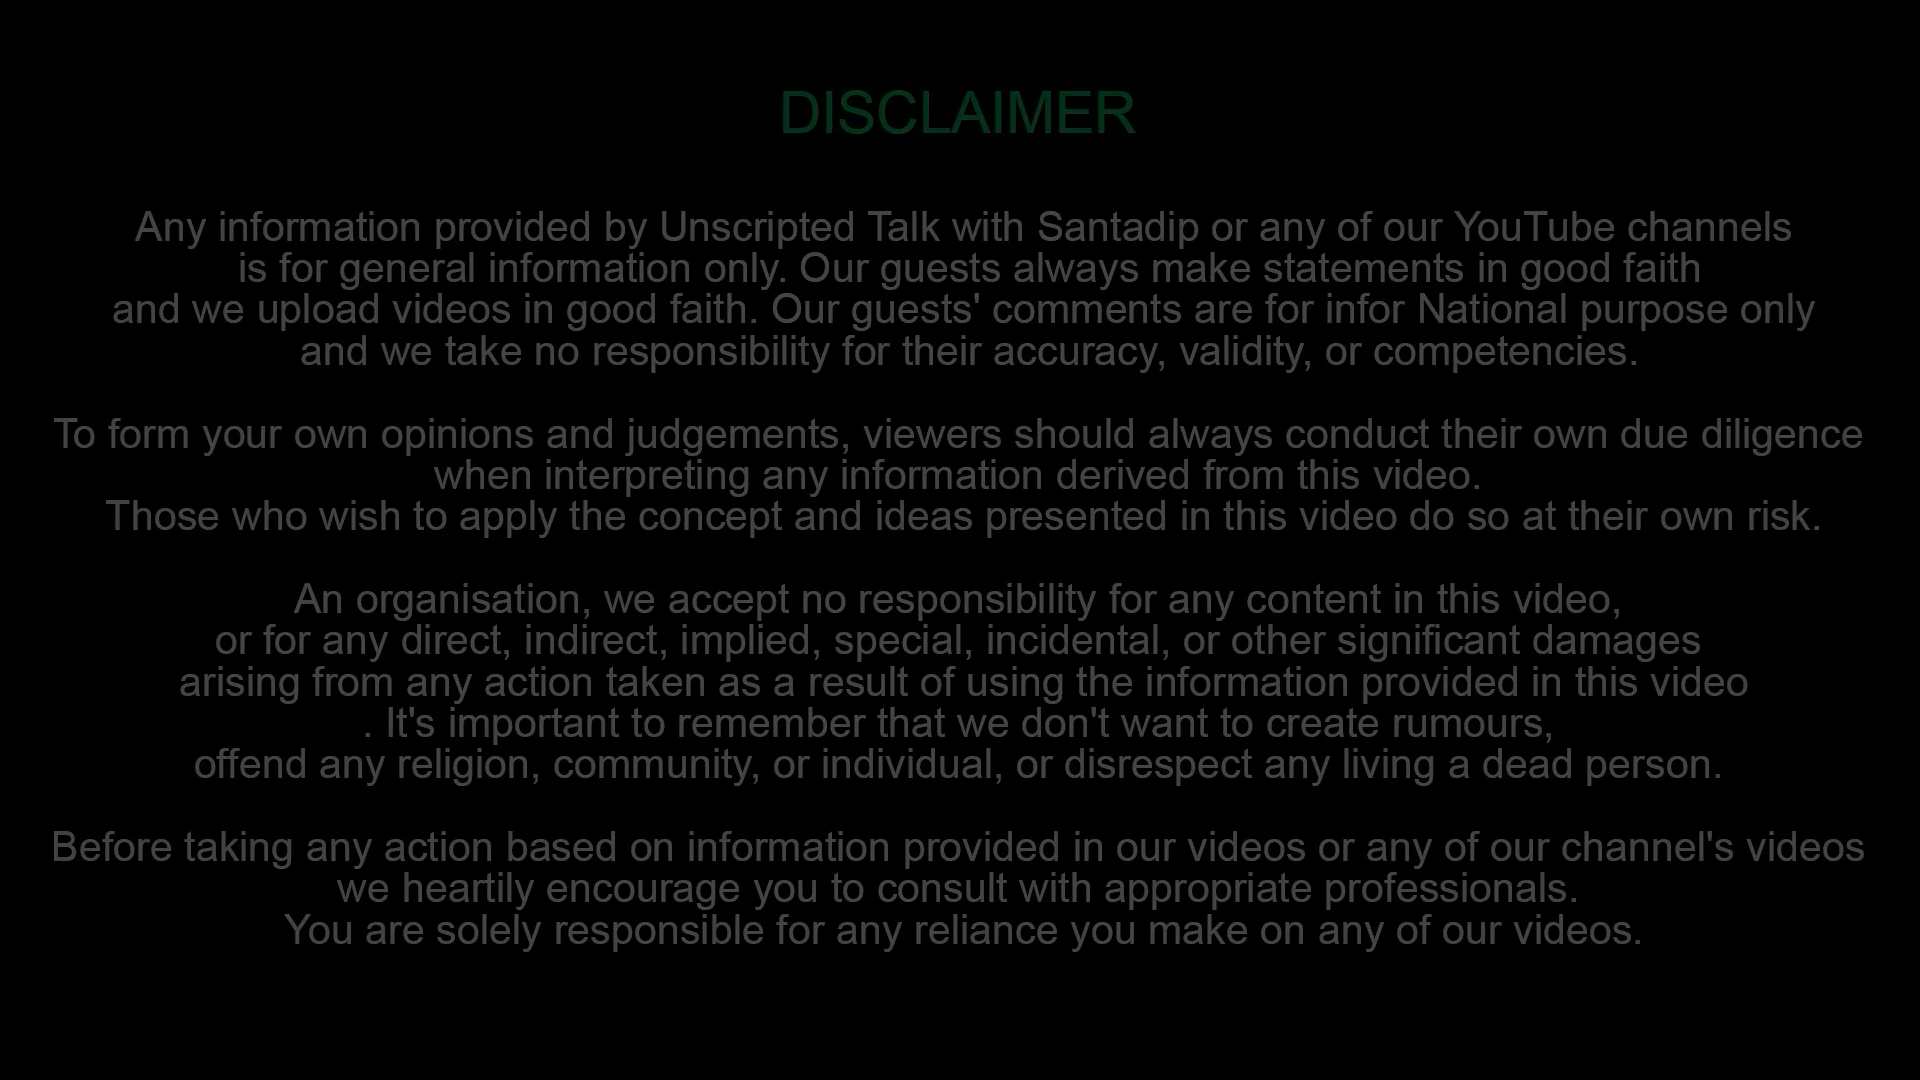 DISCLAIMER
Any information provided by Unscripted Talk with Santadip or any of our YouTube channels
is for general information only. Our guests always make statements in good faith
and we upload videos in good faith. Our guests' comments are for infor National purpose only
and we take no responsibility for their accuracy, validity, or competencies.
To form your own opinions and judgements, viewers should always conduct their own due diligence
when interpreting any information derived from this video.
Those who wish to apply the concept and ideas presented in this video do so at their own risk.
An organisation, we accept no responsibility for any content in this video,
or for any direct, indirect, implied, special, incidental, or other significant damages
arising from any action taken as a result of using the information provided in this video
. It's important to remember that we don't want to create rumours,
offend any religion, community, or individual, or disrespect any living a dead person.
Before taking any action based on information provided in our videos or any of our channel's videos
we heartily encourage you to consult with appropriate professionals.
You are solely responsible for any reliance you make on any of our videos.